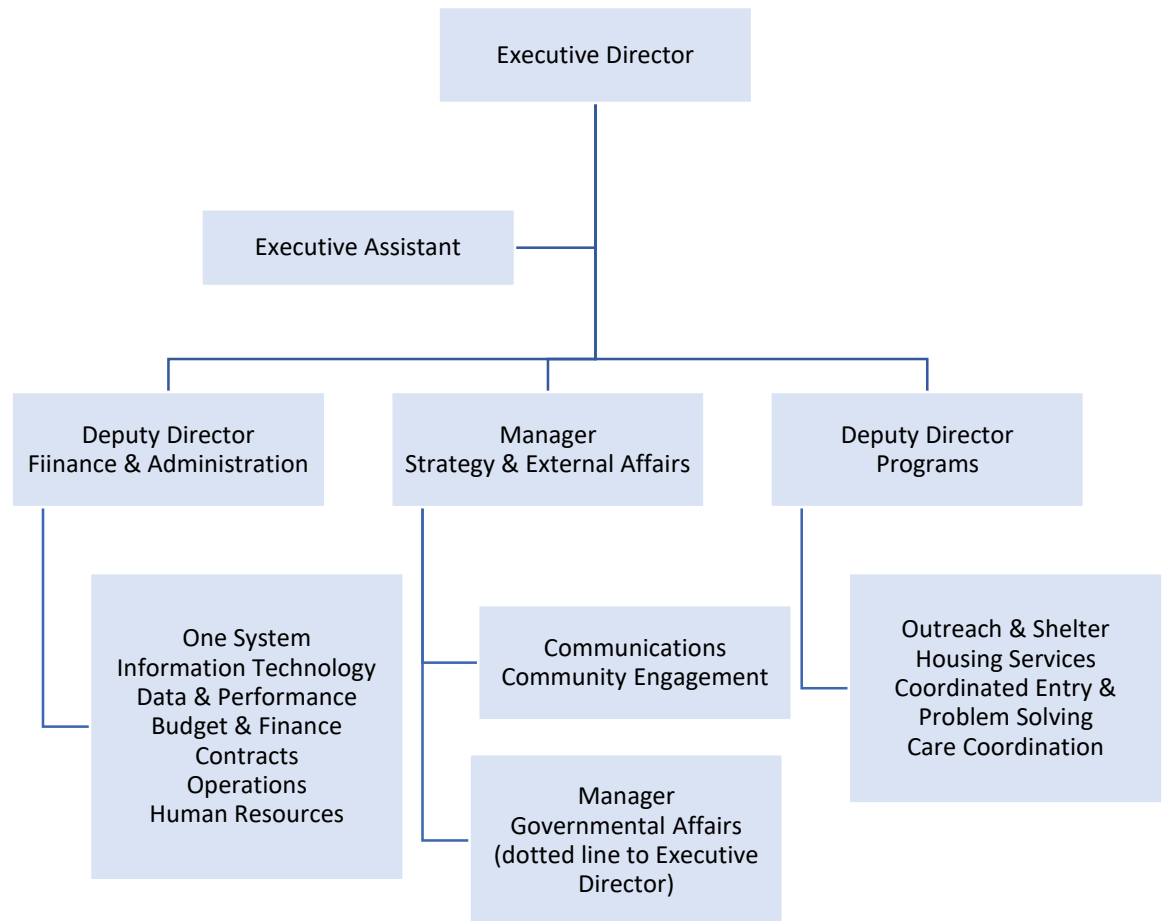 Executive Director
Executive Assistant
Deputy Director
Fiinance & Administration
Manager
Strategy & External Affairs
Deputy Director
Programs
One System
Information Technology
Data & Performance
Budget & Finance
Contracts
Operations
Human Resources
Communications
Community Engagement
Manager
Governmental Affairs
(dotted line to Executive
Director)
Outreach & Shelter
Housing Services
Coordinated Entry &
Problem Solving
Care Coordination